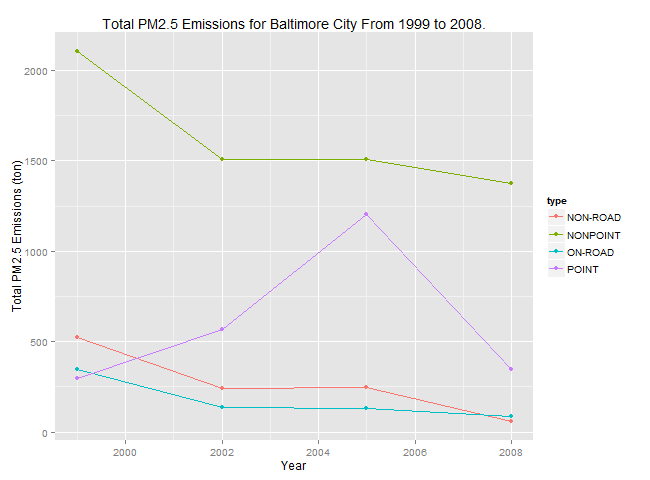 Total PM2.5 Emissions for Baltimore City From 1999 to 2008.
Total PM2.5 Emissions (ton)
2000
1500
1000
500
0
2000
2002
2004
2006
2008
Year
type
NON-ROAD
NONPOINT
ON-ROAD
POINT